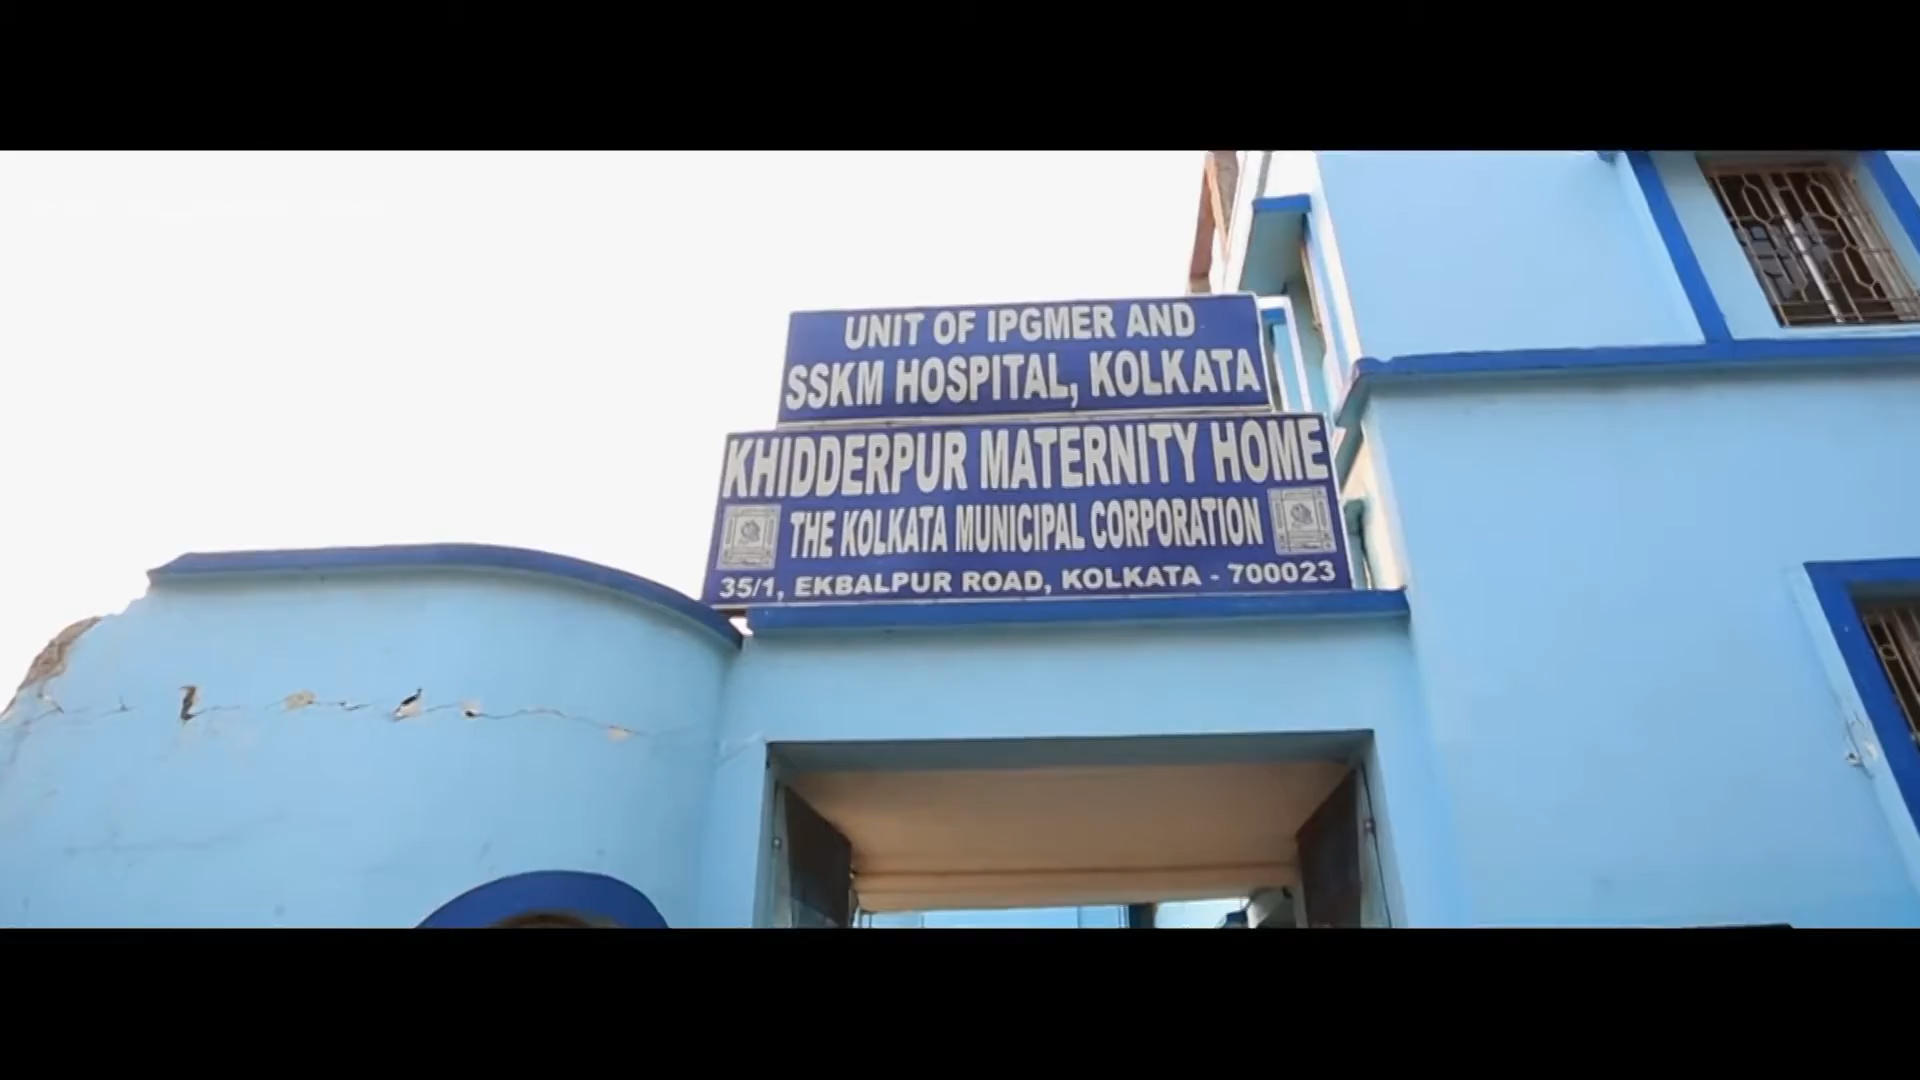 UNIT OF IPGMER AND
SSKM HOSPITAL, KOLKATA
KHIDDERPUR MATERNITY HOME
THE KOLKATA MUNICIPAL CORPORATION
35/1, EKBALPUR ROAD, KOLKATA - 700023